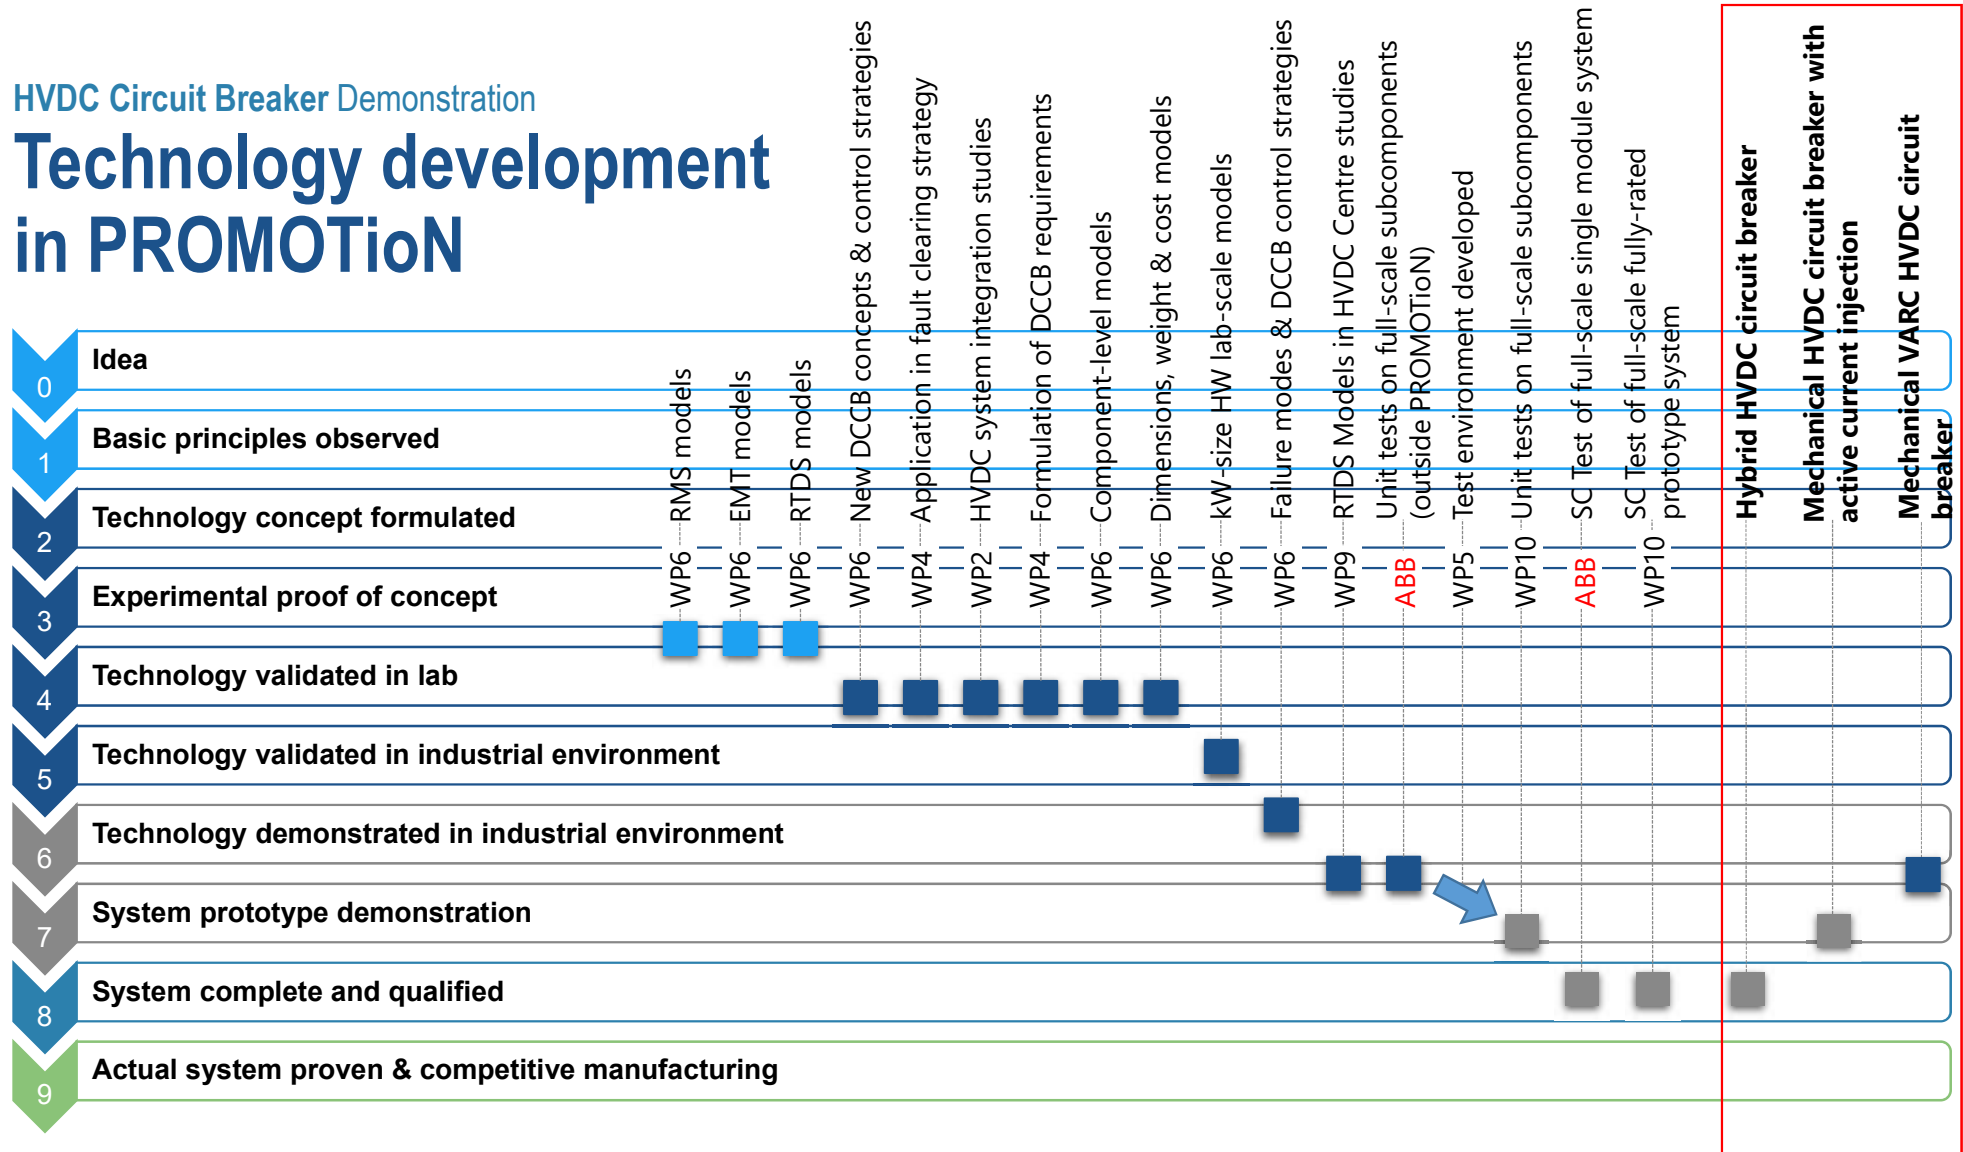 HVDC Circuit Breaker Demonstration
Technology development
in PROMOTioN
0
Idea
1
Basic principles observed
2
Technology concept formulated
3
Experimental proof of concept
4
Technology validated in lab
5
Technology validated in industrial environment
6
Technology demonstrated in industrial environment
7
System prototype demonstration
8
System complete and qualified
9
Actual system proven & competitive manufacturing
WP6 RMS models
WP6 EMT models
WP6 RTDS models
WP6 New DCCB concepts & control strategies
WP4 Application in fault clearing strategy
WP2 HVDC system integration studies
WP4 Formulation of DCCB requirements
WP6 Component-level models
WP6 Dimensions, weight & cost models
WP6 kW-size HW lab-scale models
WP6 Failure modes & DCCB control strategies
WP9 RTDS Models in HVDC Centre studies
ABB Unit tests on full-scale subcomponents
(outside PROMOTioN)
WP5 Test environment developed
WP10 Unit tests on full-scale subcomponents
ABB SC Test of full-scale single module system
WP10 SC Test of full-scale fully-rated
prototype system
Hybrid HVDC circuit breaker
Mechanical HVDC circuit breaker with
active current injection
Mechanical VARC HVDC circuit
breaker